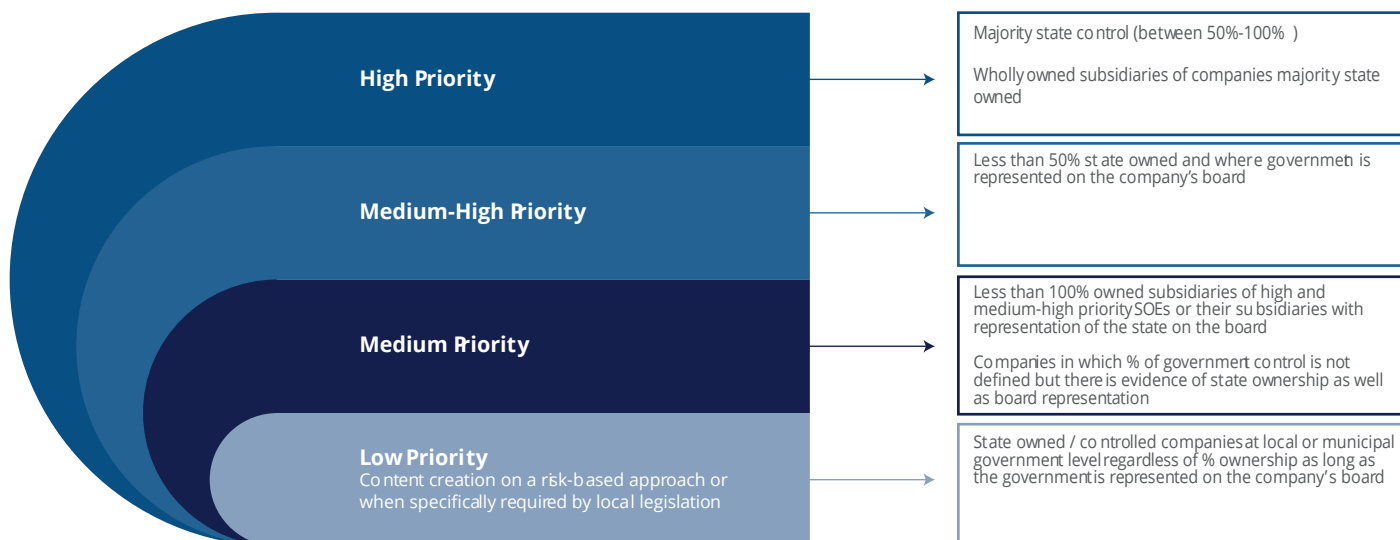 High Priority
Majority state control (between 50%-100% )
Wholly owned subsidiaries of companies majority state
owned
Medium-High Priority
Less than 50% state owned and where government is
represented on the company's board
Medium Priority
Less than 100% owned subsidiaries of high and
medium-high priority SOEs or their subsidiaries with
representation of the state on the board
Companies in which % of government control is not
defined but there is evidence of state ownership as well
as board representation
Low Priority
Content creation on a risk-based approach or
when specifically required by local legislation
State owned / controlled companies at local or municipal
government level regardless of % ownership as long as
the government is represented on the company's board